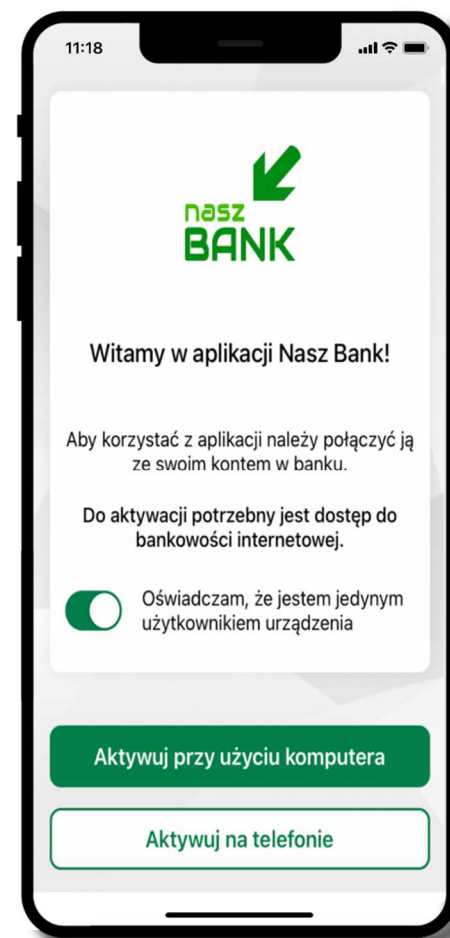 11:18
nasz
BANK
Witamy w aplikacji Nasz Bank!
Aby korzystać z aplikacji należy połączyć ją
ze swoim kontem w banku.
Do aktywacji potrzebny jest dostęp do
bankowości internetowej.
Oświadczam, że jestem jedynym
użytkownikiem urządzenia
Aktywuj przy użyciu komputera
Aktywuj na telefonie